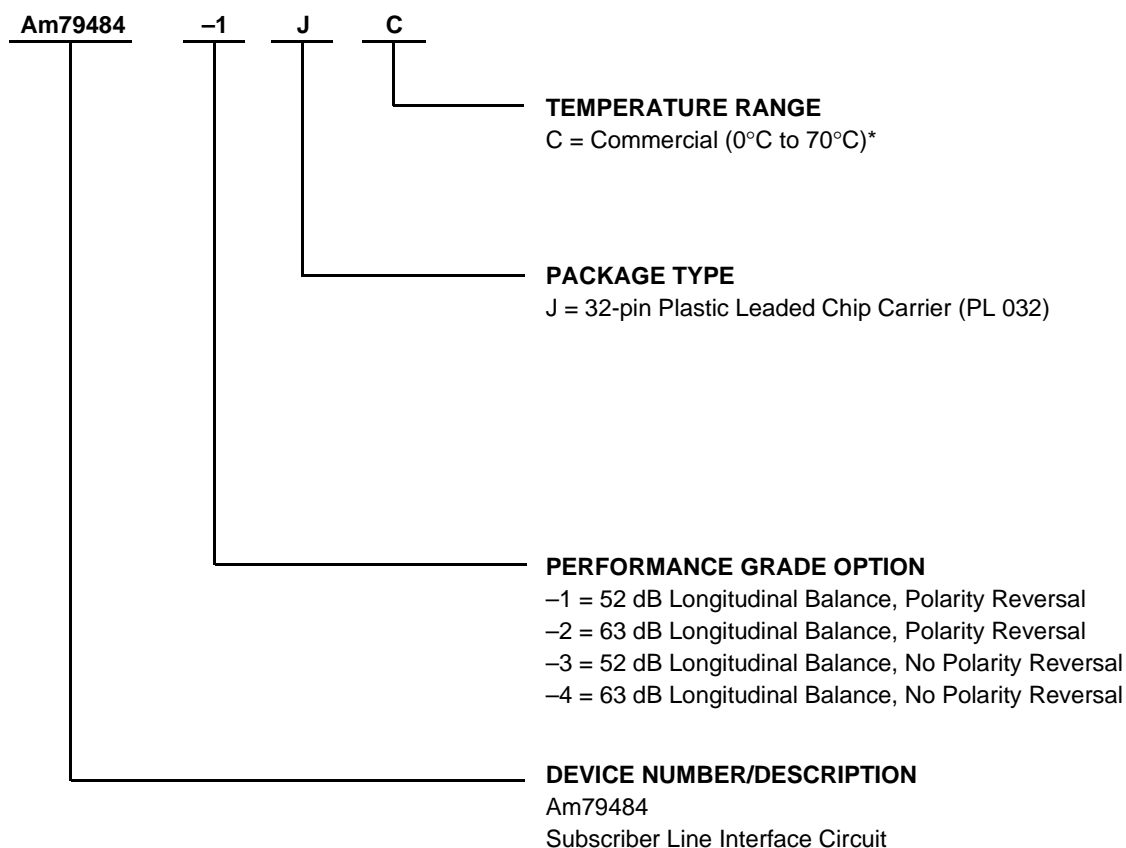 Am79484 –1 J C
TEMPERATURE RANGE
C = Commercial (0°C to 70°C)*
PACKAGE TYPE
J = 32-pin Plastic Leaded Chip Carrier (PL 032)
PERFORMANCE GRADE OPTION
–1 = 52 dB Longitudinal Balance, Polarity Reversal
–2 = 63 dB Longitudinal Balance, Polarity Reversal
–3 = 52 dB Longitudinal Balance, No Polarity Reversal
–4 = 63 dB Longitudinal Balance, No Polarity Reversal
DEVICE NUMBER/DESCRIPTION
Am79484
Subscriber Line Interface Circuit